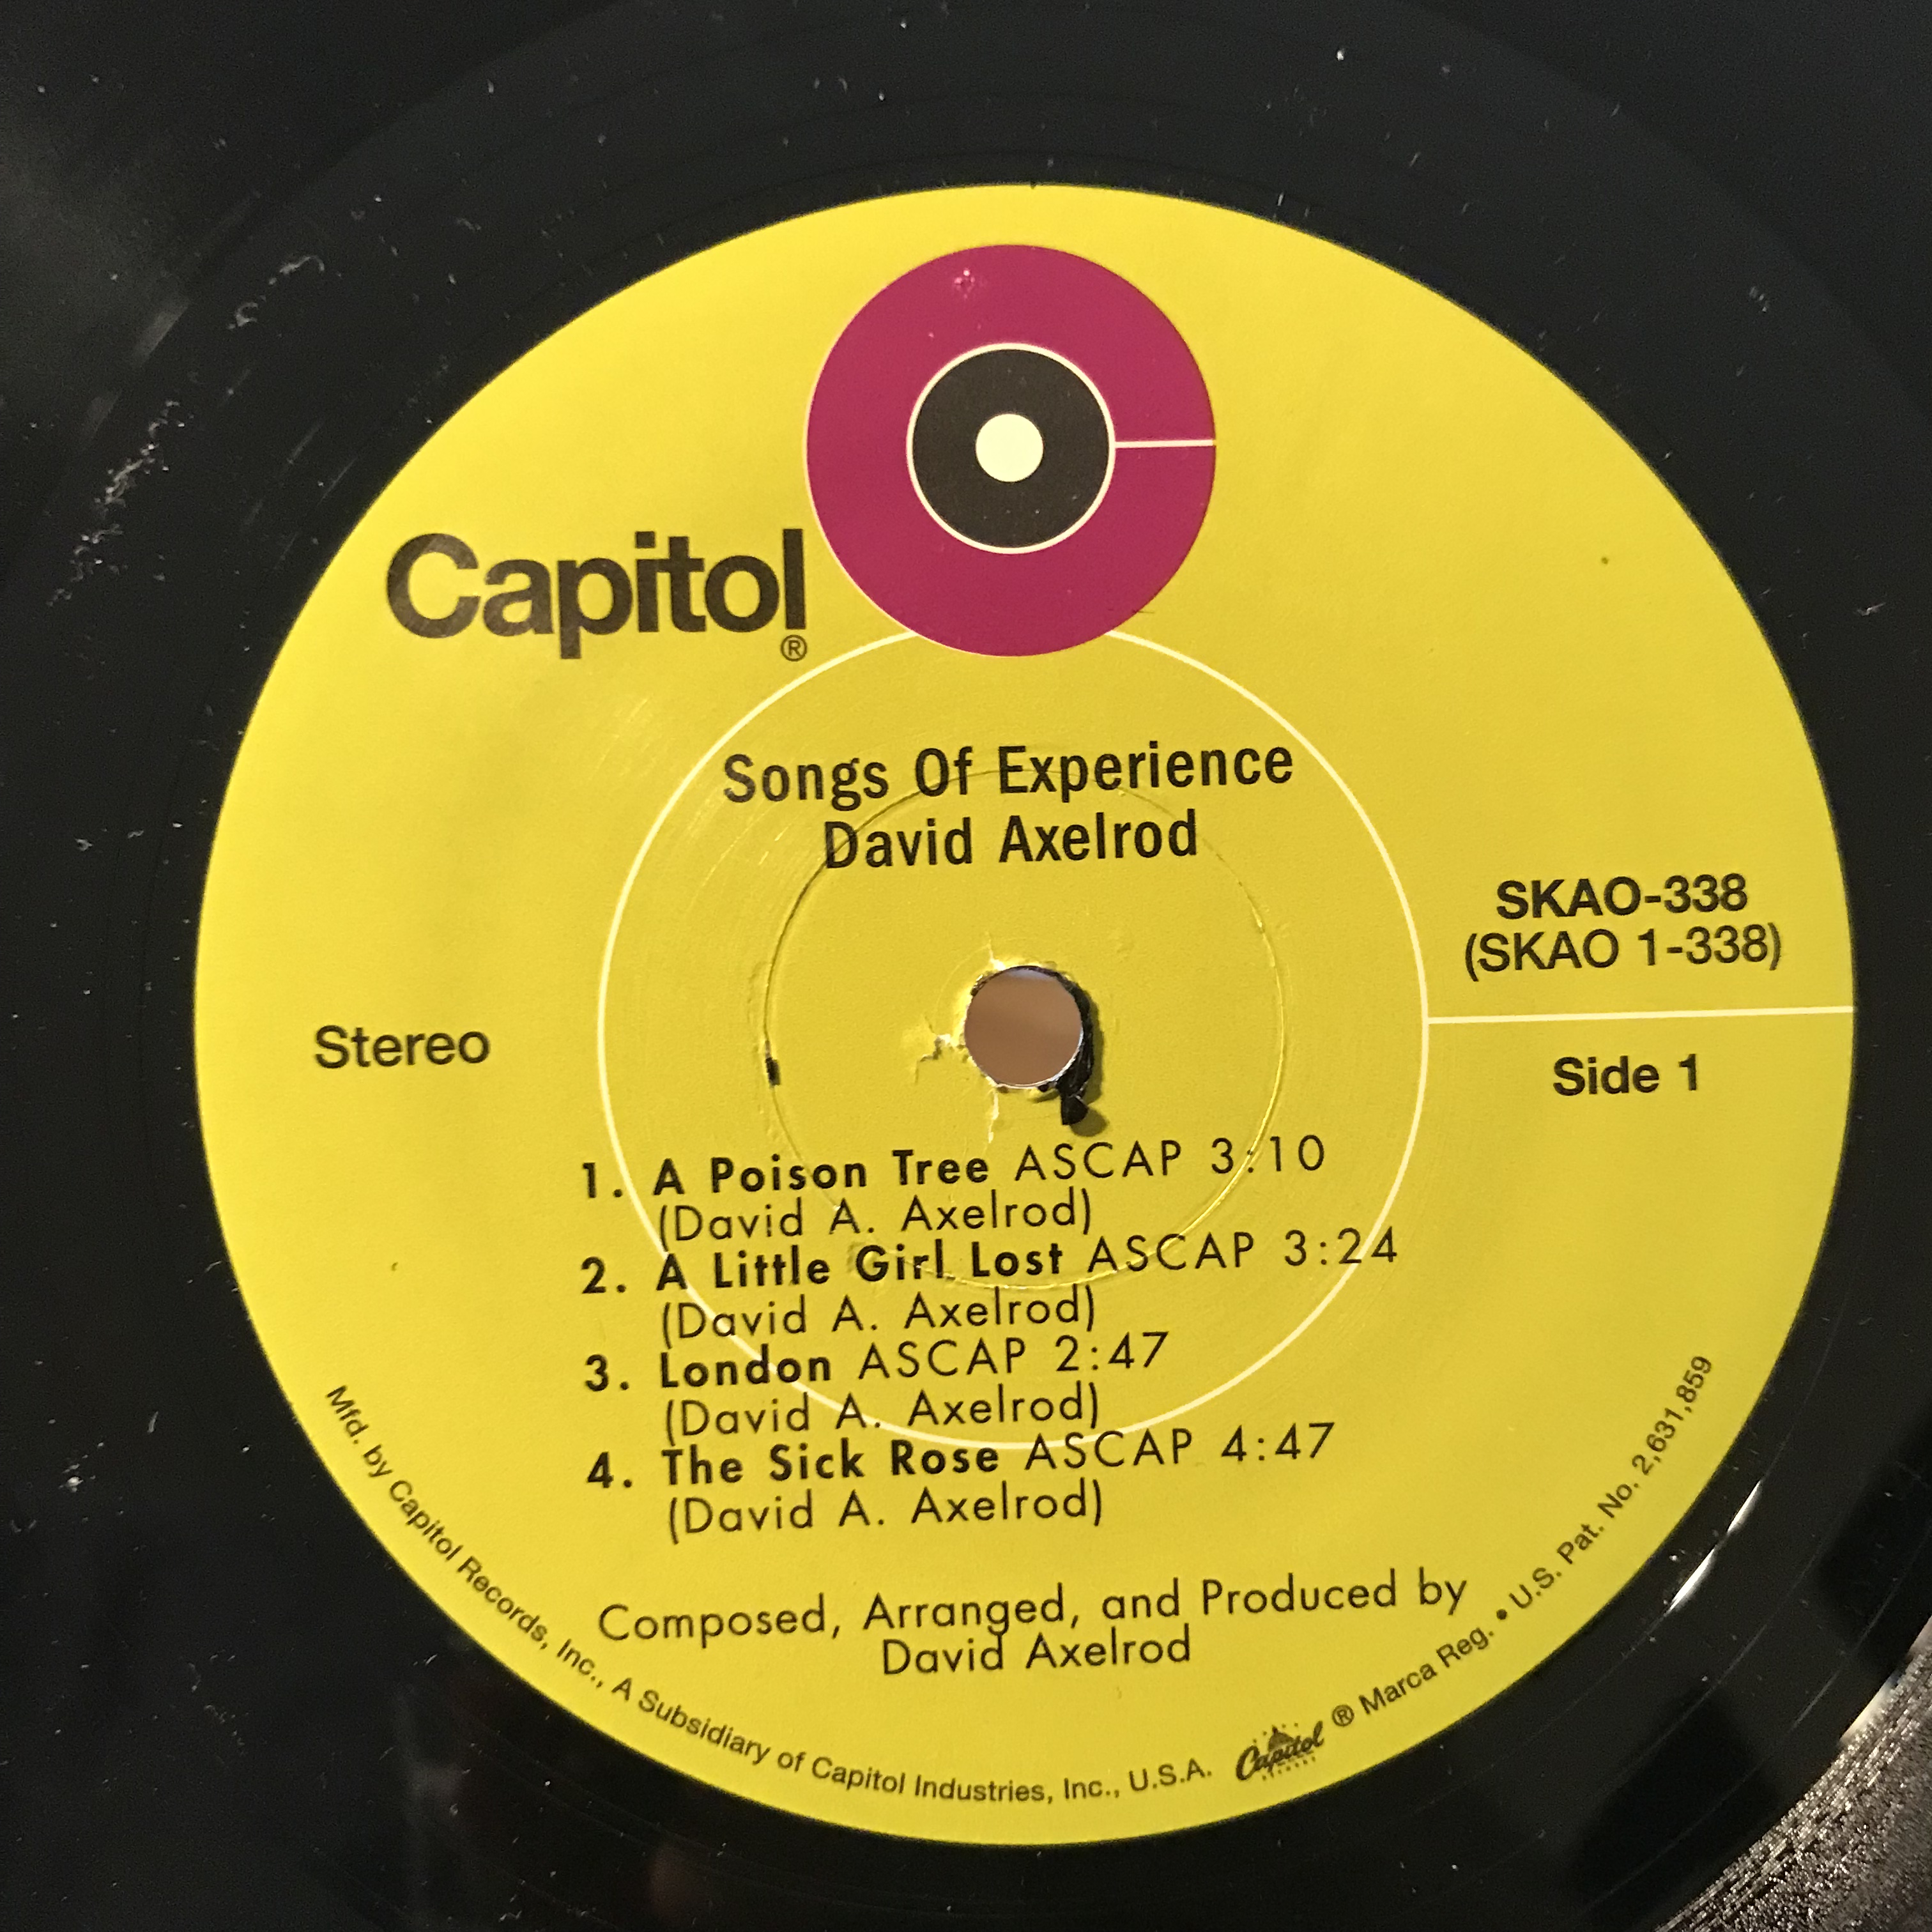 Capitol
®
Songs Of Experience
David Axelrod
SKAO-338
(SKAO 1-338)
Stereo
Side 1
1. A Poison Tree ASCAP 3:10
(David A. Axelrod)
2. A Little Girl Lost ASCAP 3:24
(David A. Axelrod)
3. London ASCAP 2:47
(David A. Axelrod)
4. The Sick Rose ASCAP 4:47
(David A. Axelrod)
Composed, Arranged, and Produced by
David Axelrod
Mfd. by Capitol Records, Inc., A Subsidiary of Capitol Industries, Inc., U.S.A. Capitol ® Marca Reg. • U.S. Pat. No. 2,631,859